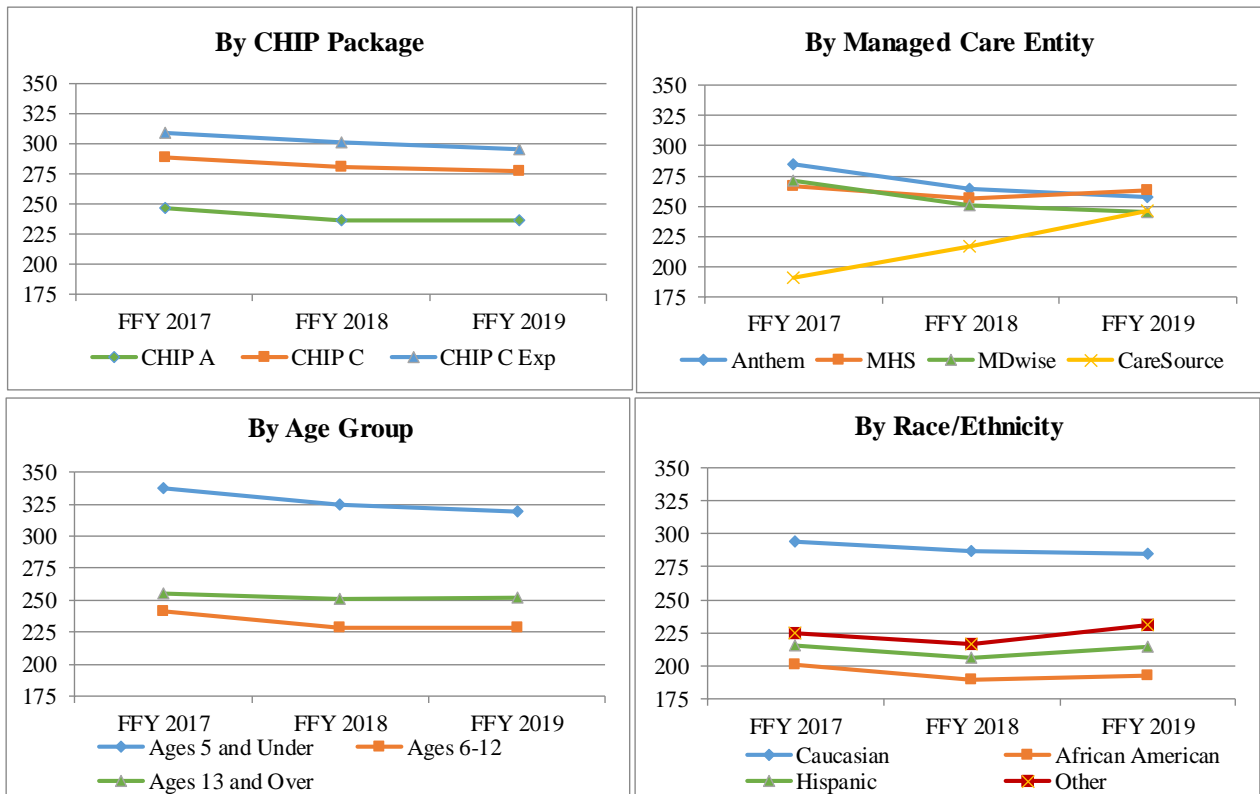 By CHIP Package
350
325
300
275
250
225
200
175
FFY 2017 FFY 2018 FFY 2019
CHIP A CHIP C CHIP C Exp
By Managed Care Entity
350
325
300
275
250
225
200
175
FFY 2017 FFY 2018 FFY 2019
Anthem MHS MDwise CareSource
By Age Group
350
325
300
275
250
225
200
175
FFY 2017 FFY 2018 FFY 2019
Ages 5 and Under Ages 6-12
Ages 13 and Over
By Race/Ethnicity
350
325
300
275
250
225
200
175
FFY 2017 FFY 2018 FFY 2019
Caucasian African American
Hispanic Other